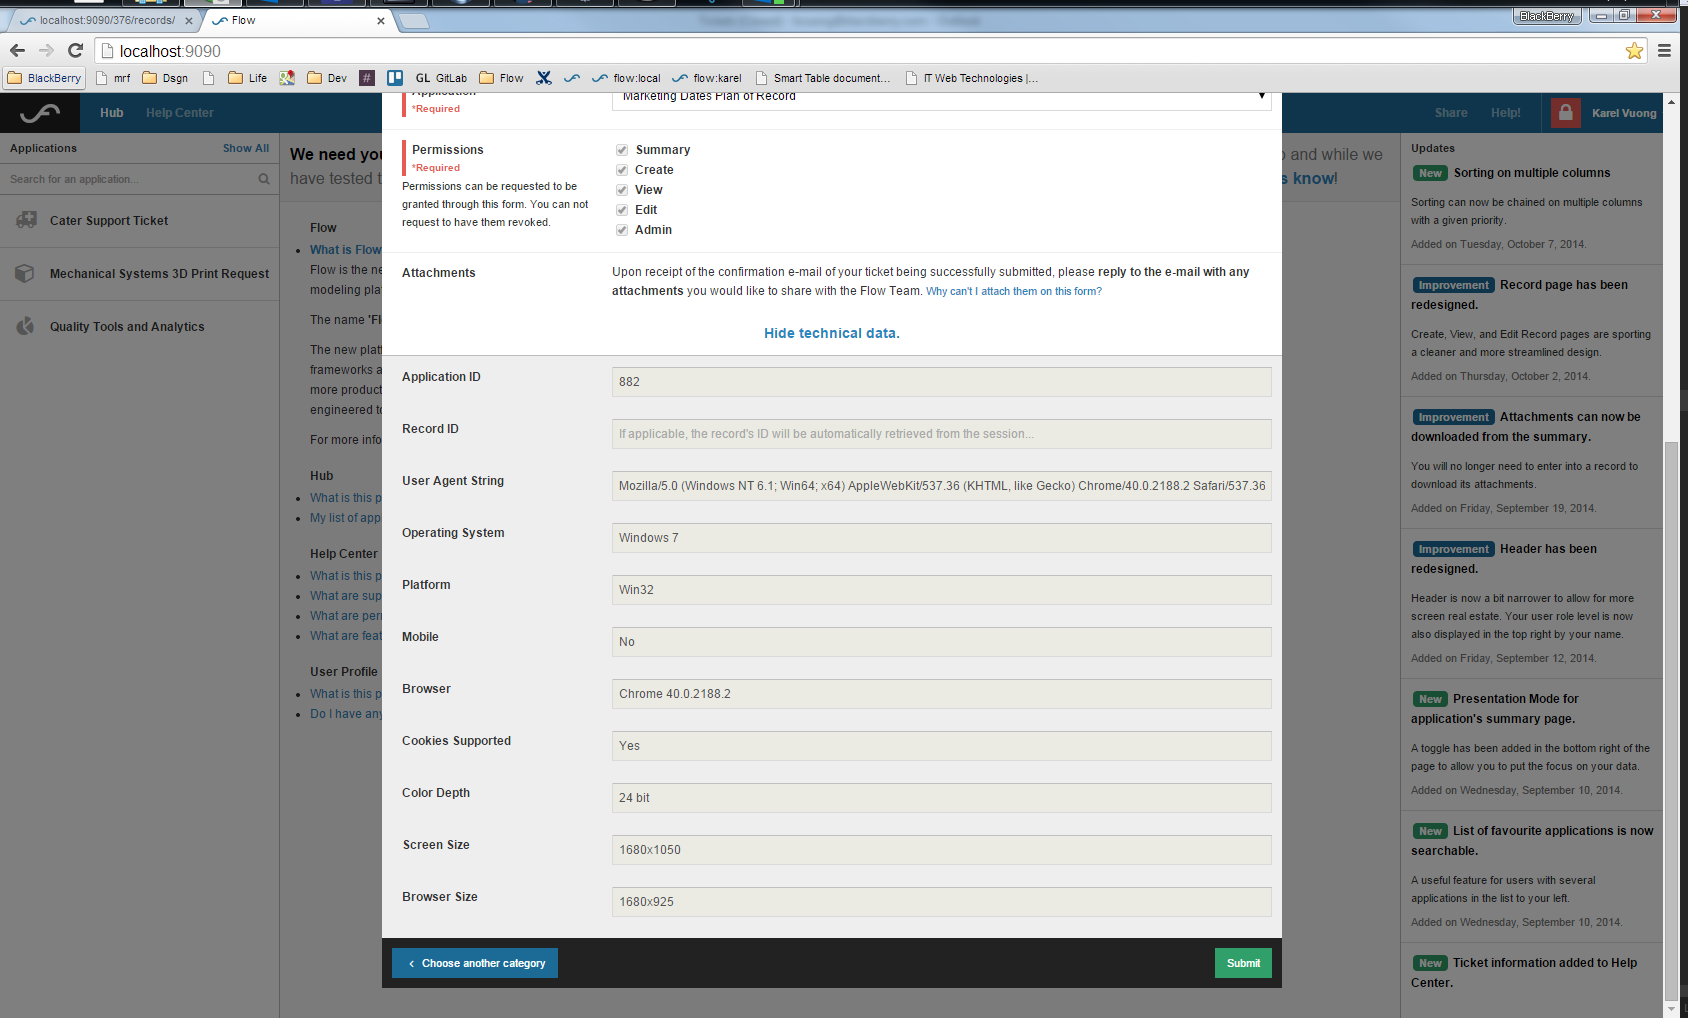 localhost:9090/376/records/
Flow
BlackBerry
localhost:9090
BlackBerry
mrf
Dsgn
Life
Dev
#
GL GitLab
Flow
flow:local
flow:karel
Smart Table document...
IT Web Technologies |...
Hub
Help Center
Share
Help!
Karel Vuong
Applications
Show All
Search for an application...
Cater Support Ticket
Mechanical Systems 3D Print Request
Quality Tools and Analytics
We need you
have tested t
o and while we
s know!
Flow
What is Flow
Flow is the ne
modeling pla
The name 'Fl
The new platf
frameworks a
more product
engineered to
For more info
Hub
What is this p
My list of app
Help Center
What is this p
What are sup
What are per
What are feat
User Profile
What is this p
Do I have any
Application
*Required
Marketing Dates Plan of Record
Permissions
*Required
Permissions can be requested to be
granted through this form. You can not
request to have them revoked.
Summary
Create
View
Edit
Admin
Attachments
Upon receipt of the confirmation e-mail of your ticket being successfully submitted, please reply to the e-mail with any
attachments you would like to share with the Flow Team. Why can't I attach them on this form?
Hide technical data.
Application ID
882
Record ID
If applicable, the record's ID will be automatically retrieved from the session...
User Agent String
Mozilla/5.0 (Windows NT 6.1; Win64; x64) AppleWebKit/537.36 (KHTML, like Gecko) Chrome/40.0.2188.2 Safari/537.36
Operating System
Windows 7
Platform
Win32
Mobile
No
Browser
Chrome 40.0.2188.2
Cookies Supported
Yes
Color Depth
24 bit
Screen Size
1680x1050
Browser Size
1680x925
‹ Choose another category
Submit
Updates
New Sorting on multiple columns
Sorting can now be chained on multiple columns
with a given priority.
Added on Tuesday, October 7, 2014.
Improvement Record page has been
redesigned.
Create, View, and Edit Record pages are sporting
a cleaner and more streamlined design.
Added on Thursday, October 2, 2014.
Improvement Attachments can now be
downloaded from the summary.
You will no longer need to enter into a record to
download its attachments.
Added on Friday, September 19, 2014.
Improvement Header has been
redesigned.
Header is now a bit narrower to allow for more
screen real estate. Your user role level is now
also displayed in the top right by your name.
Added on Friday, September 12, 2014.
New Presentation Mode for
application's summary page.
A toggle has been added in the bottom right of the
page to allow you to put the focus on your data.
Added on Wednesday, September 10, 2014.
New List of favourite applications is now
searchable.
A useful feature for users with several
applications in the list to your left.
Added on Wednesday, September 10, 2014.
New Ticket information added to Help
Center.